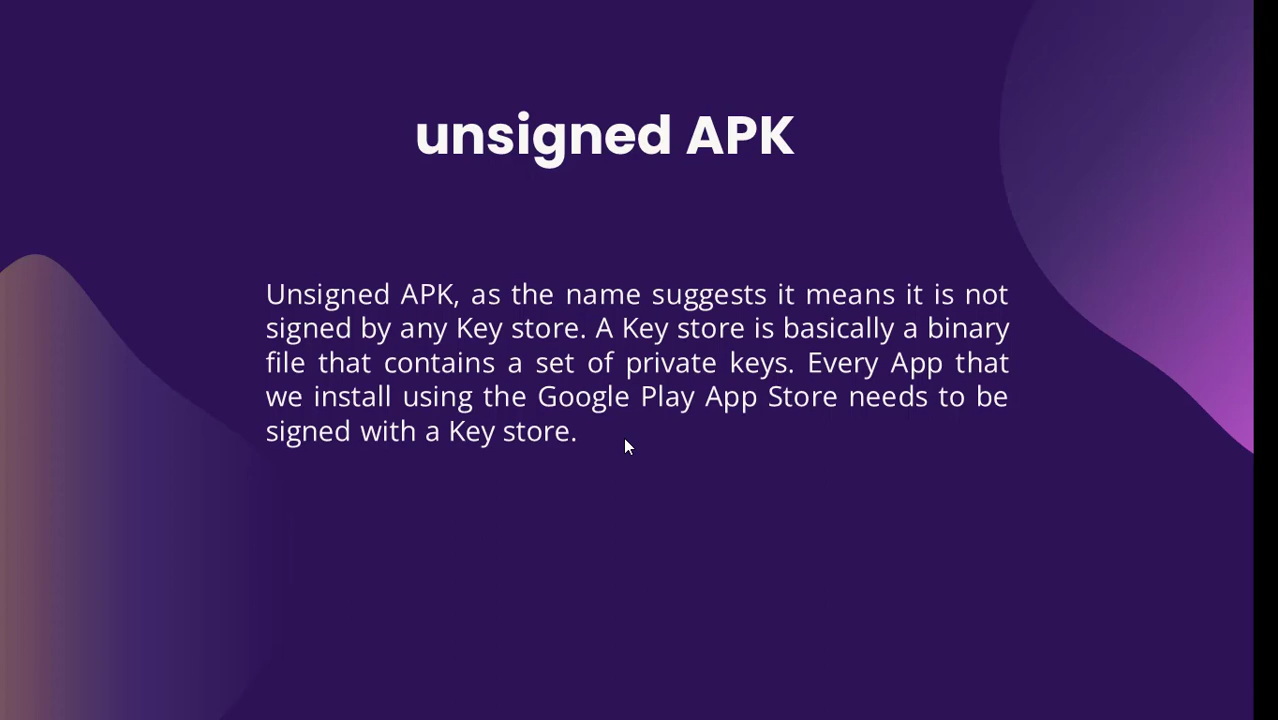 unsigned APK
Unsigned APK, as the name suggests it means it is not
signed by any Key store. A Key store is basically a binary
file that contains a set of private keys. Every App that
we install using the Google Play App Store needs to be
signed with a Key store.